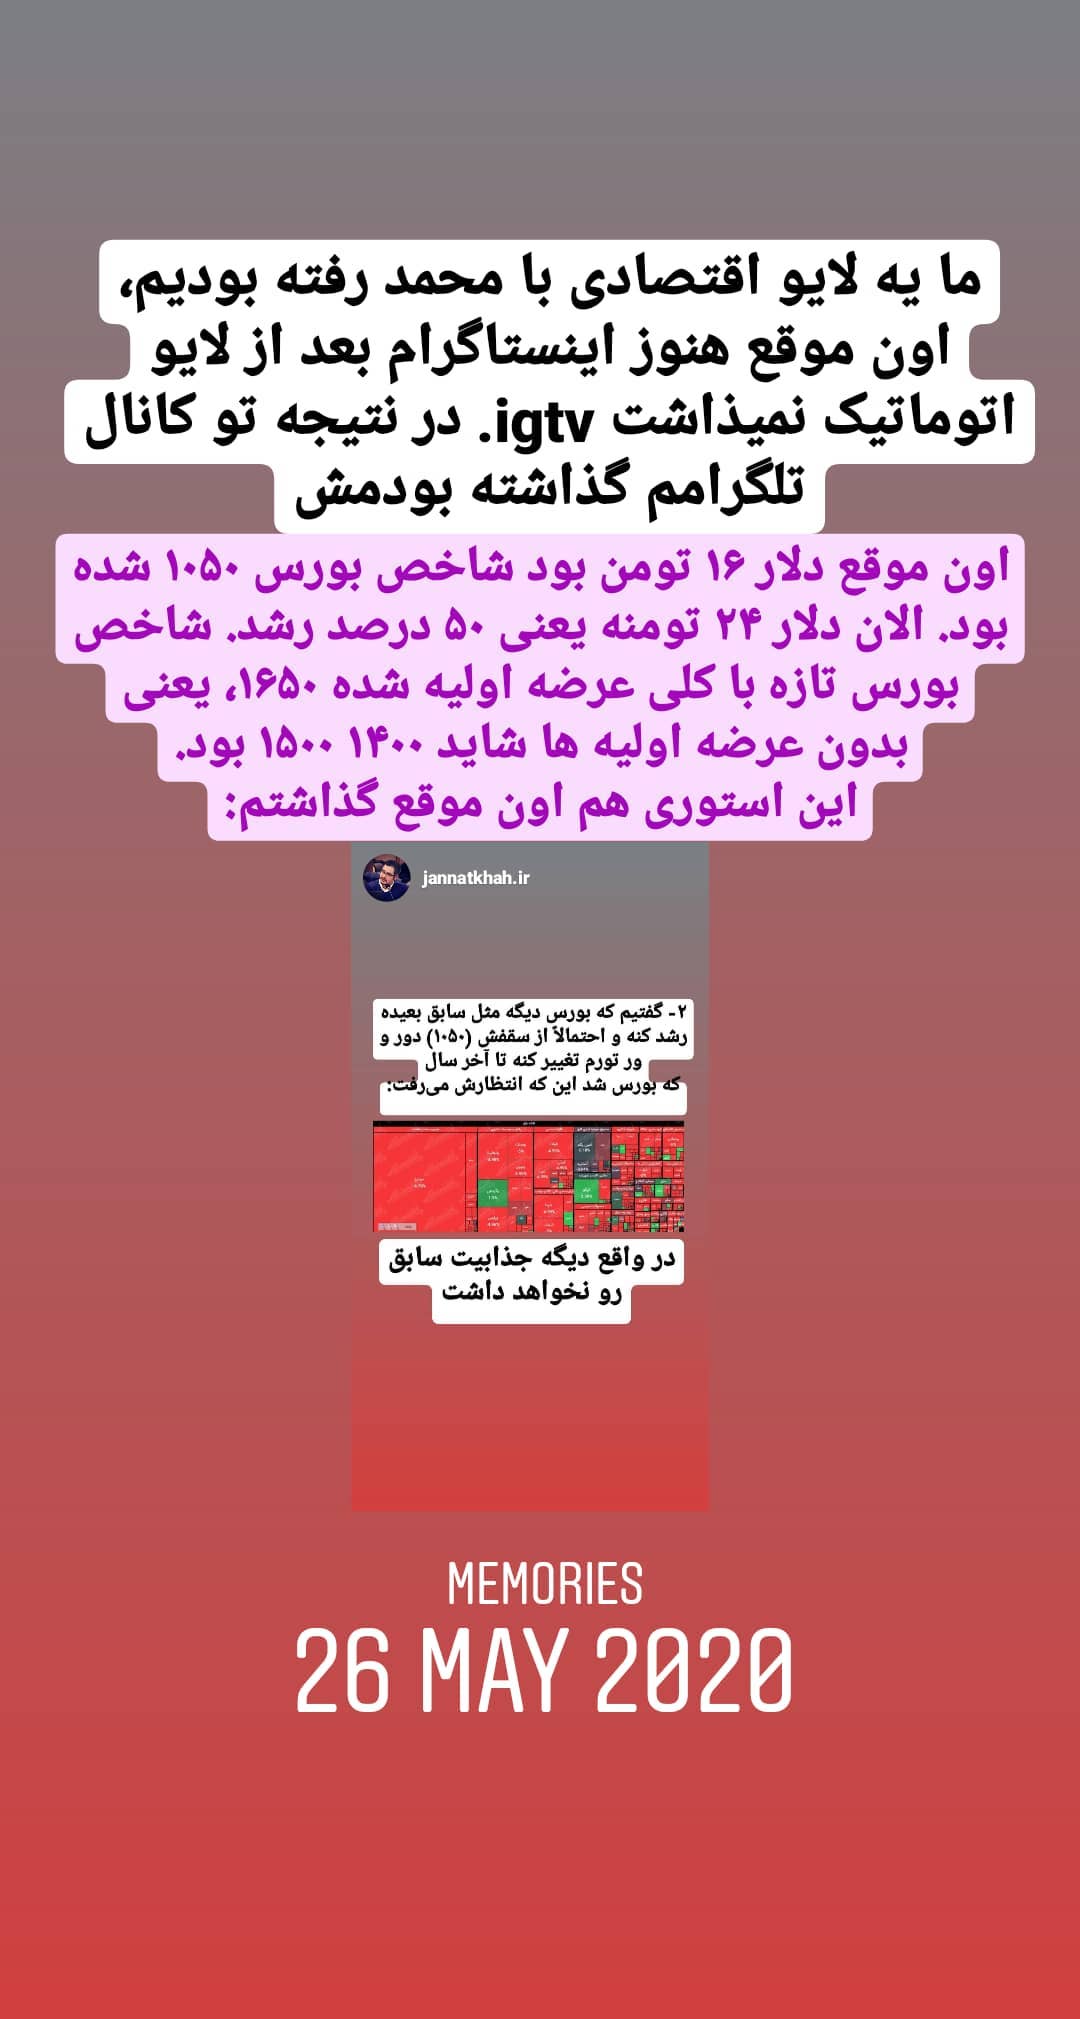 ما یه لایو اقتصادی با محمد رفته بودیم،
اون موقع هنوز اینستاگرام بعد از لایو
اتوماتیک نمیذاشت igtv. در نتیجه تو کانال
تلگرامم گذاشته بودمش
اون موقع دلار ۱۶ تومن بود شاخص بورس ۱۰۵۰ شده
بود. الان دلار ۲۴ تومنه یعنی ۵۰ درصد رشد. شاخص
بورس تازه با کلی عرضه اولیه شده ۱۶۵۰، یعنی
بدون عرضه اولیه ها شاید ۱۴۰۰ ۱۵۰۰ بود.
این استوری هم اون موقع گذاشتم:
jannatkhah.ir
۲- گفتیم که بورس دیگه مثل سابق بعیده
رشد کنه و احتمالاً از سقفش (۱۰۵۰) دور و
ور تورم تغییر کنه تا آخر سال
که بورس شد این که انتظارش می‌رفت:
در واقع دیگه جذابیت سابق
رو نخواهد داشت
MEMORIES
26 MAY 2020